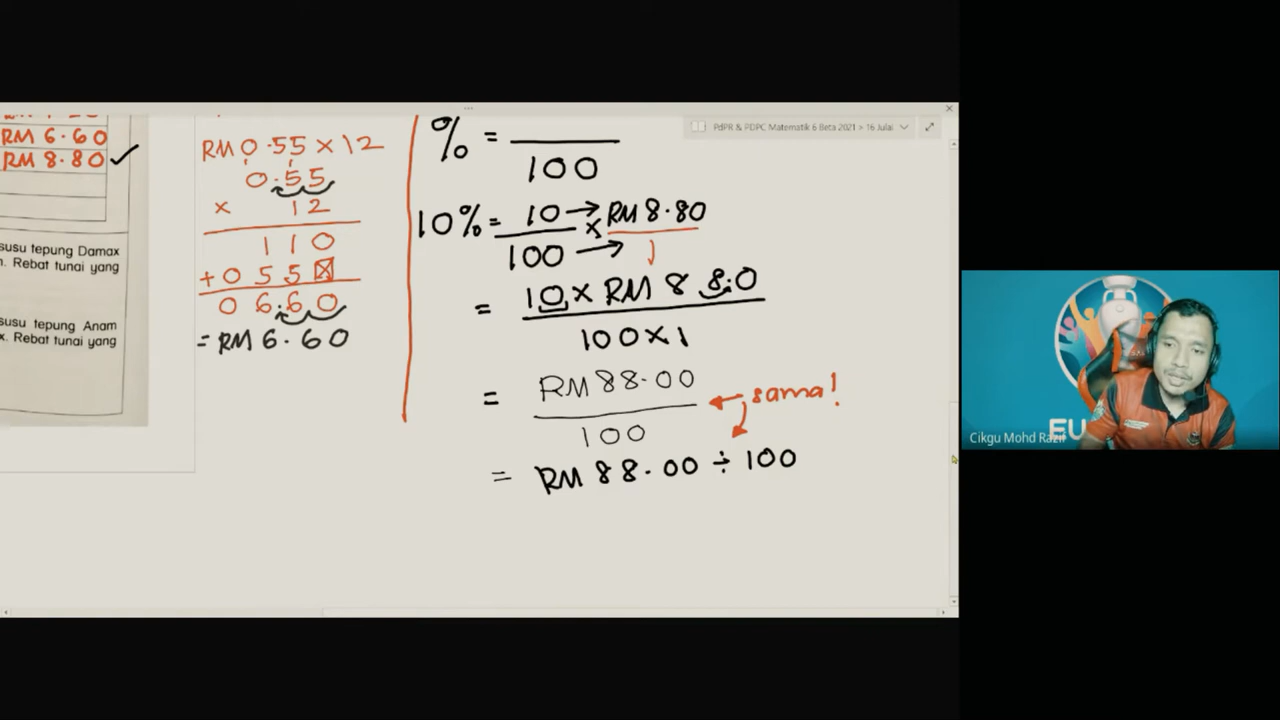 RM 6.60
RM 8.80 ✓
susu tepung Damax
n. Rebat tunai yang
susu tepung Anam
x. Rebat tunai yang
RM 0.55 × 12
0.55
× 12
110
+ 0 5 5
0 6.6 0
= RM 6.60
% = 
100
10% = 10 → × RM 8.80
100 → 1
= 10 × RM 8 8.0
100 × 1
= RM 88.00
100
← sama!
= RM 88.00 ÷ 100
PdPR & PDPC Matematik 6 Beta 2021 > 16 Julai
EU
Cikgu Mohd Razif